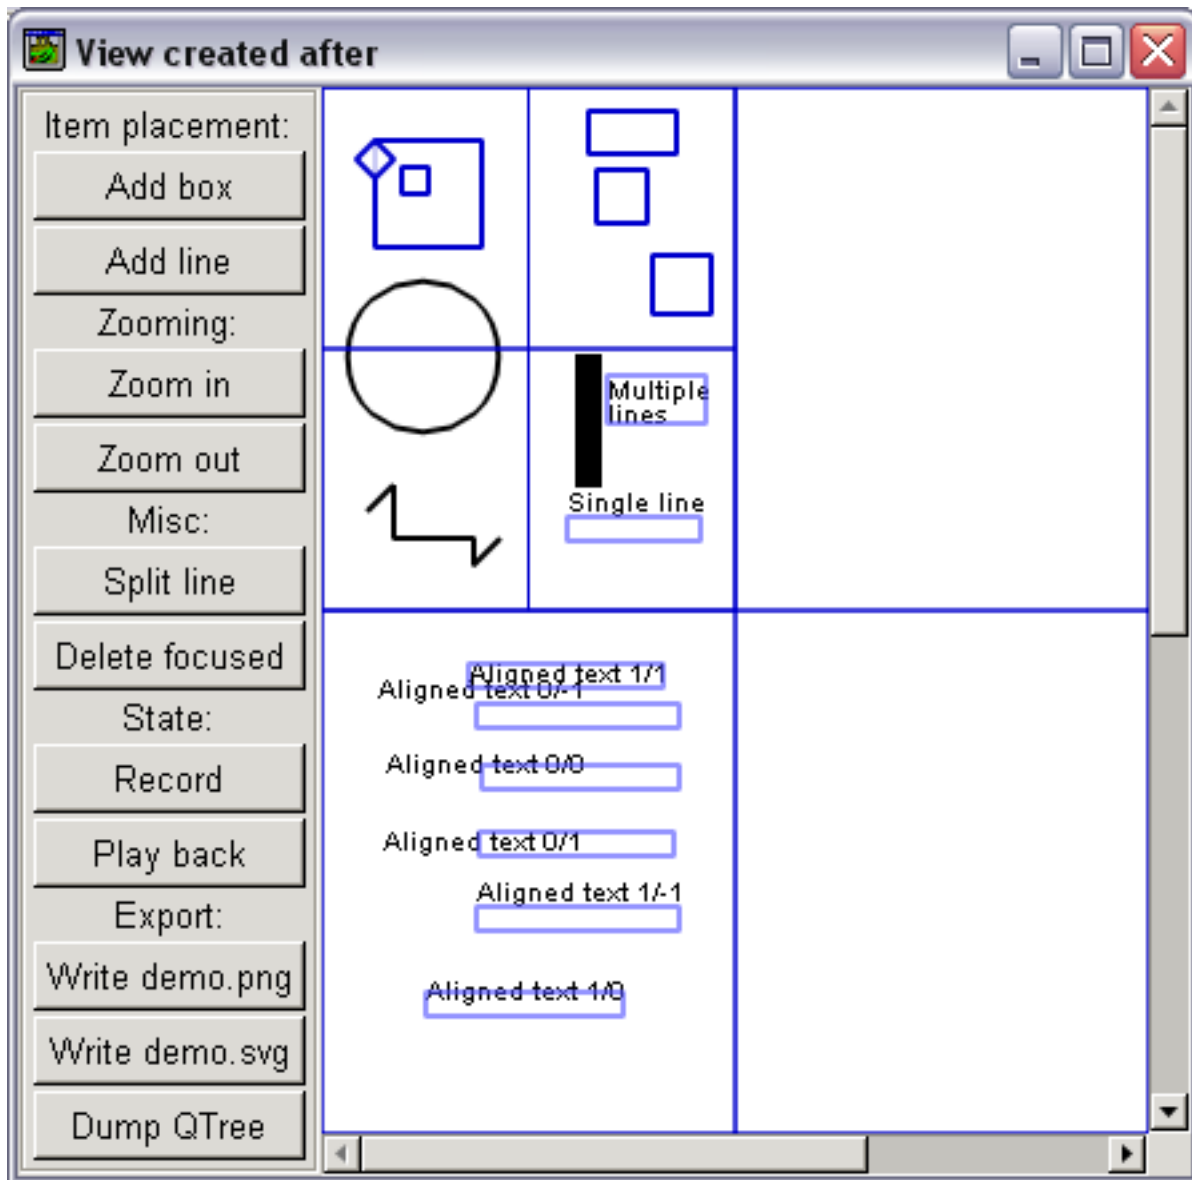 View created after
Item placement:
Add box
Add line
Zooming:
Zoom in
Zoom out
Misc:
Split line
Delete focused
State:
Record
Play back
Export:
Write demo.png
Write demo.svg
Dump QTree
Multiple
lines
Single line
Aligned text 1/1
Aligned text 0/-1
Aligned text 0/0
Aligned text 0/1
Aligned text 1/-1
Aligned text 1/0